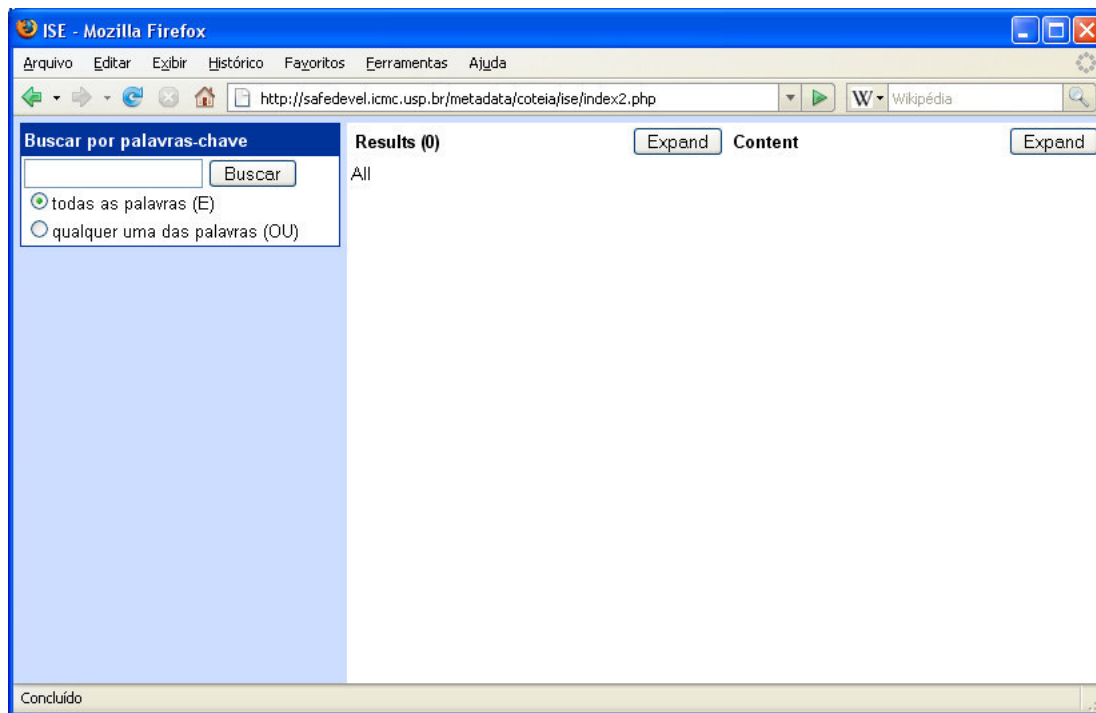 ISE - Mozilla Firefox
Arquivo Editar Exibir Histórico Favoritos Ferramentas Ajuda
http://safedevel.icmc.usp.br/metadata/coteia/ise/index2.php W Wikipédia
Buscar por palavras-chave
Buscar
todas as palavras (E)
qualquer uma das palavras (OU)
Results (0) Expand Content Expand
All
Concluído